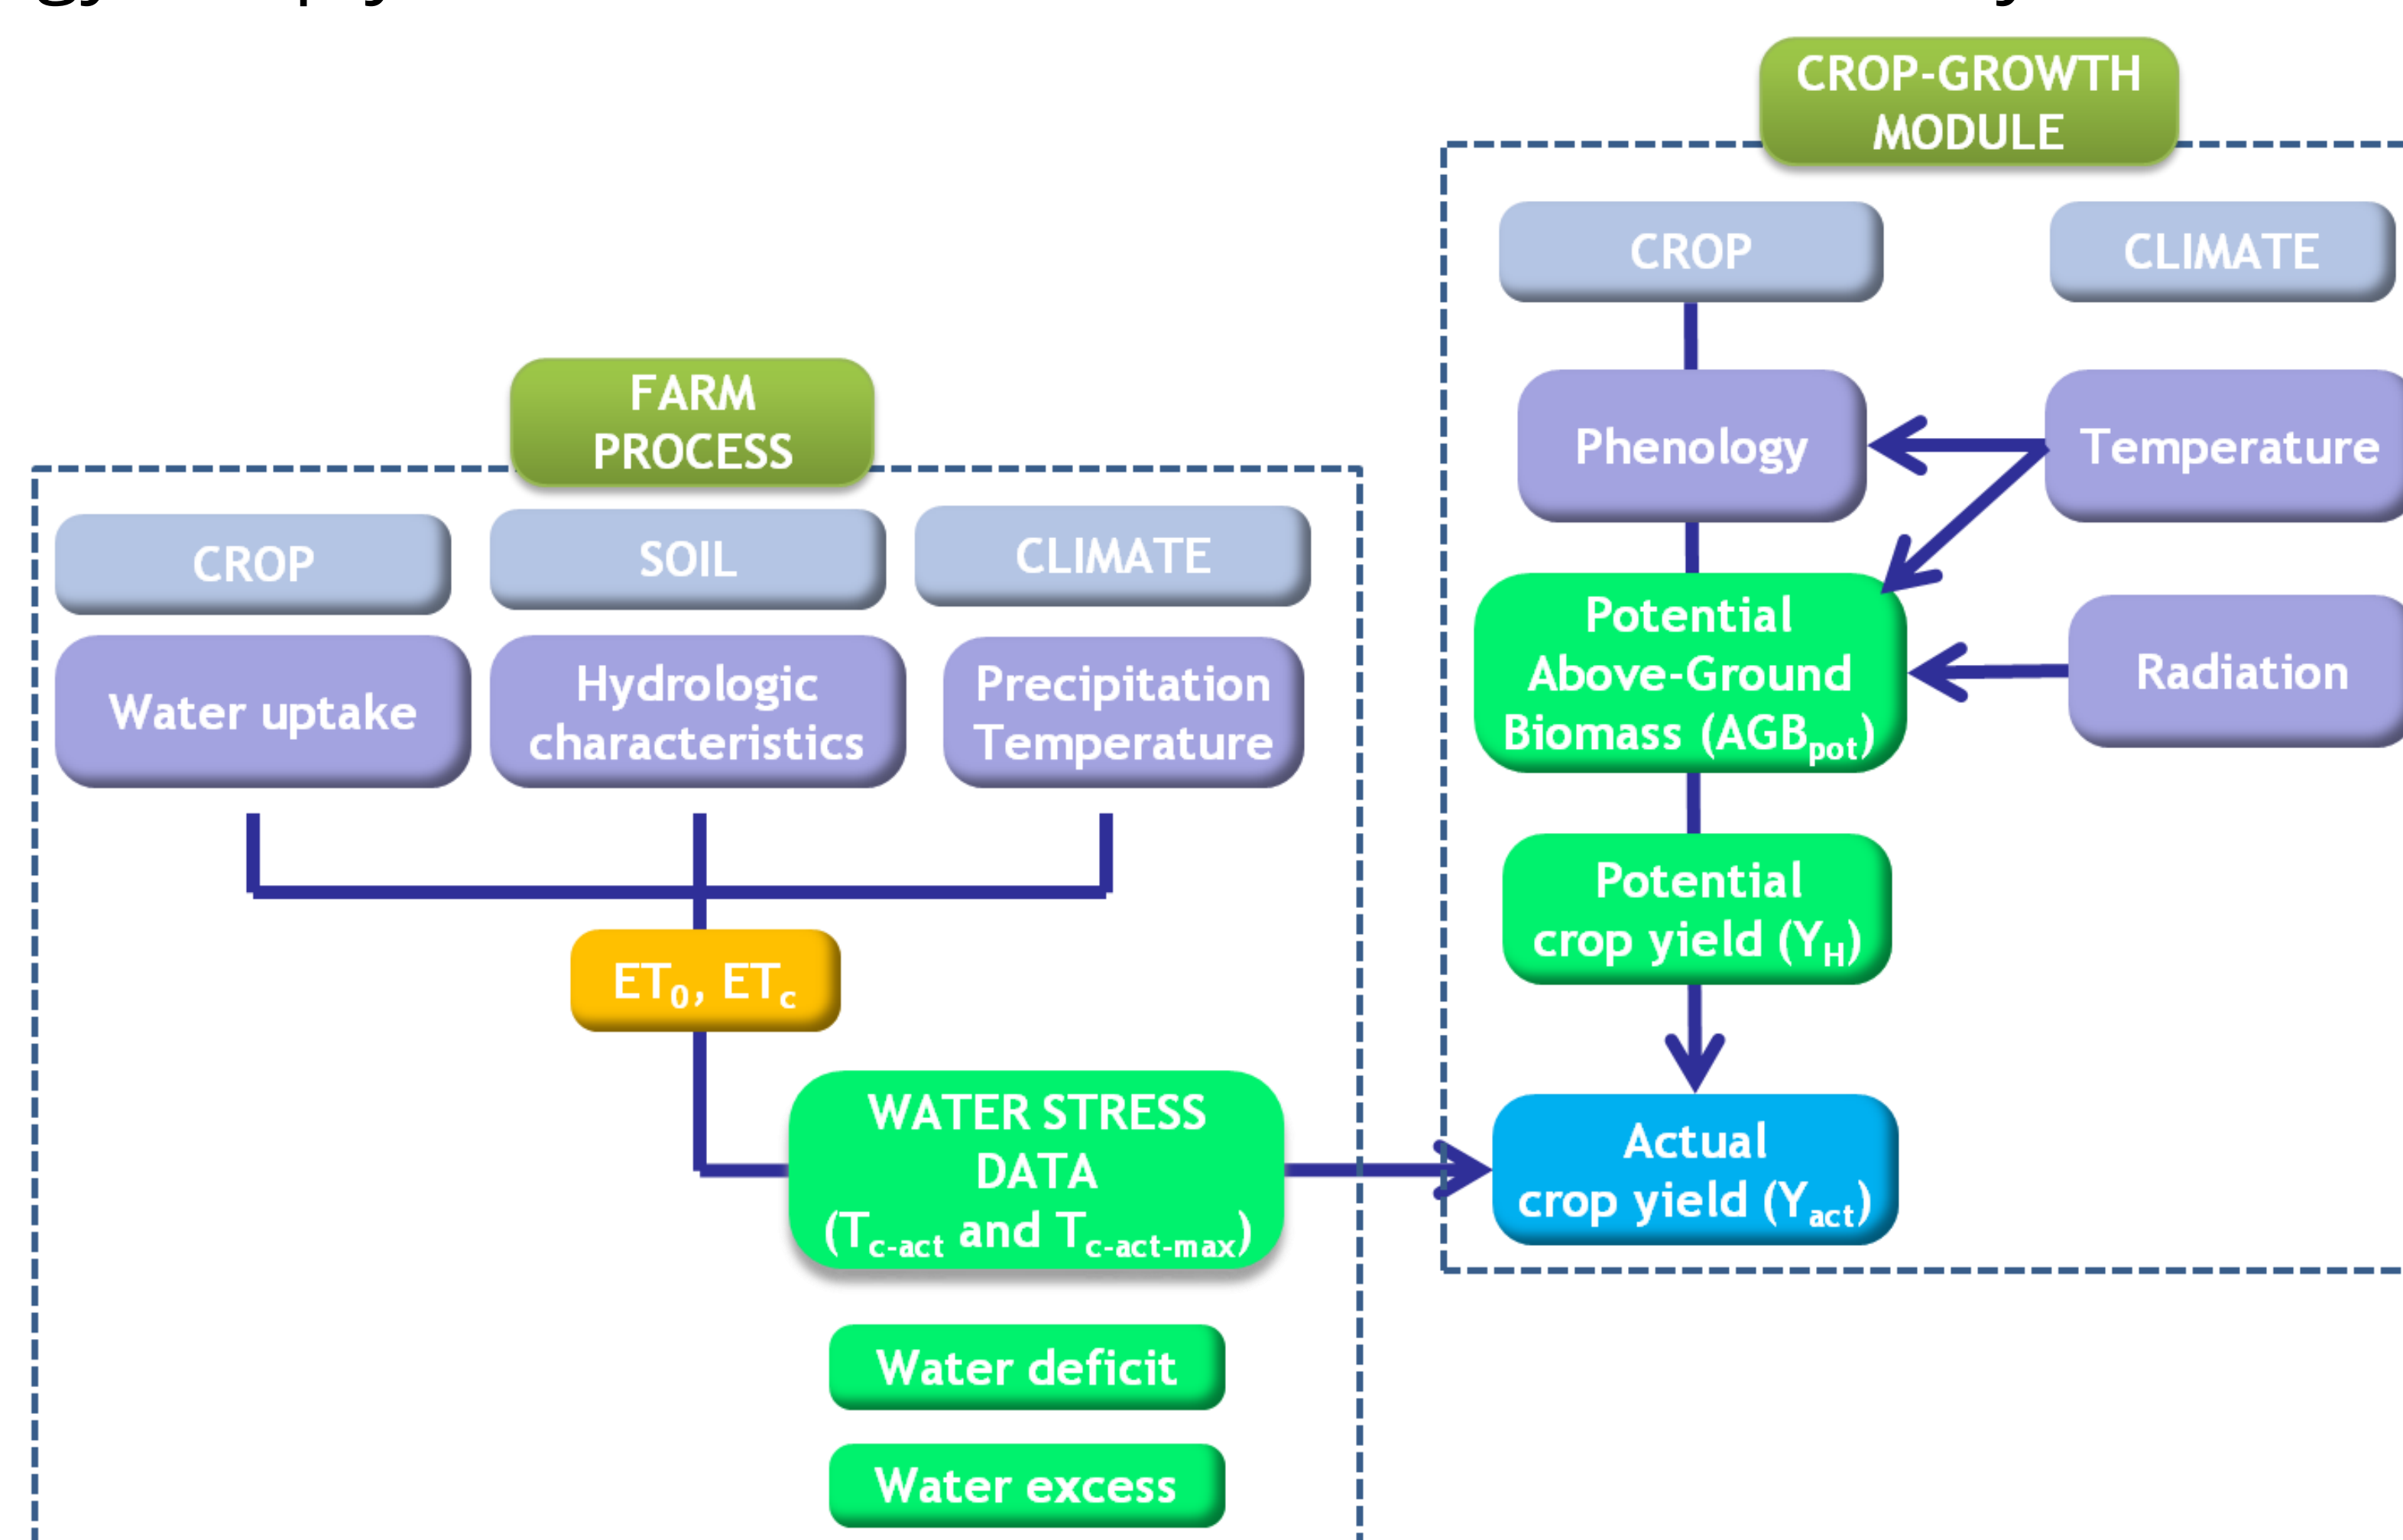 CROP-GROWTH
MODULE
CROP
CLIMATE
Phenology
Temperature
Potential
Above-Ground
Biomass (AGBpot)
Radiation
Potential
crop yield (YH)
Actual
crop yield (Yact)
FARM
PROCESS
CROP
SOIL
CLIMATE
Water uptake
Hydrologic
characteristics
Precipitation
Temperature
ET0, ETc
WATER STRESS
DATA
(Tc-act and Tc-act-max)
Water deficit
Water excess